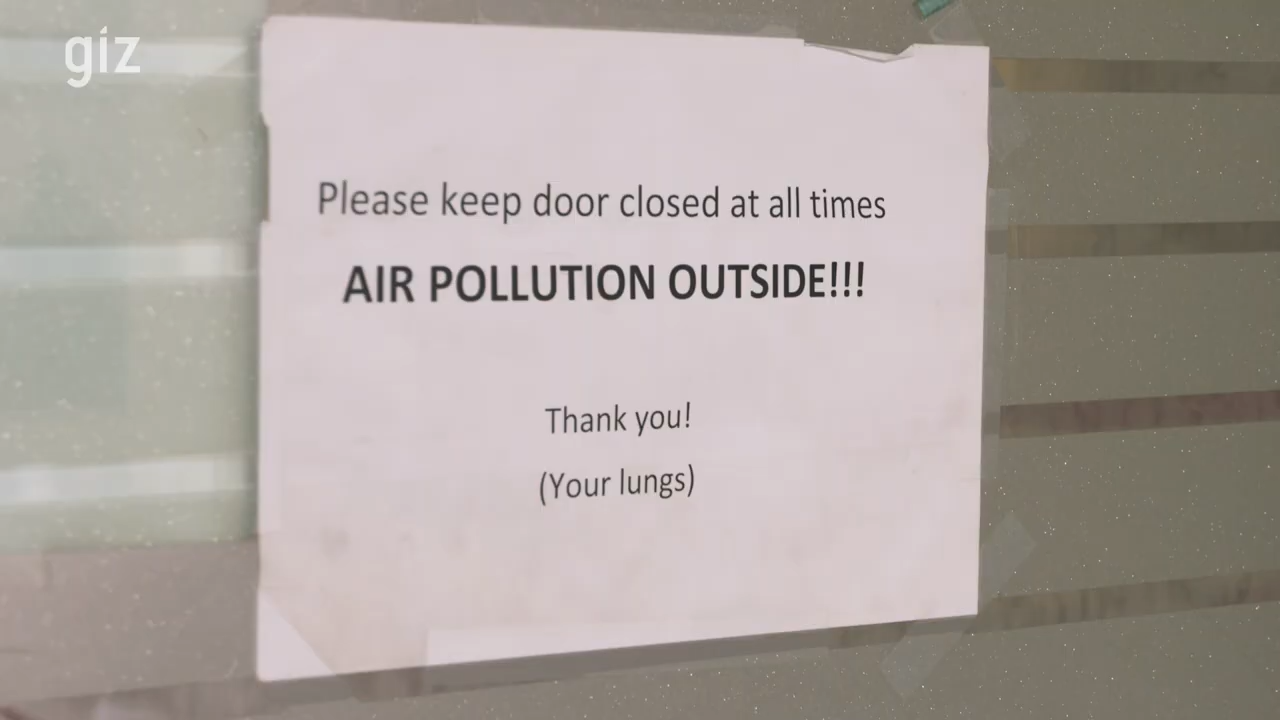 giz
Please keep door closed at all times
AIR POLLUTION OUTSIDE!!!
Thank you!
(Your lungs)